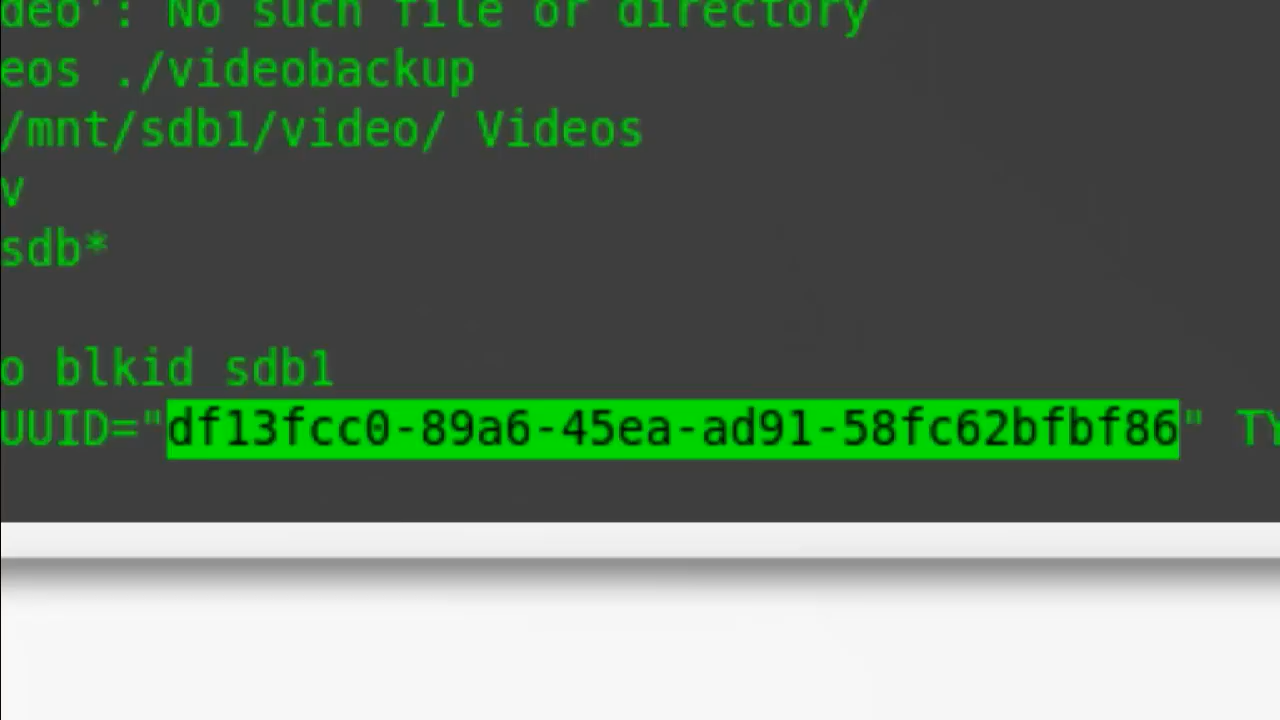 deo': No such file or directory
eos ./videobackup
/mnt/sdb1/video/ Videos
v
sdb*
o blkid sdb1
UUID="df13fcc0-89a6-45ea-ad91-58fc62bfbf86" TY